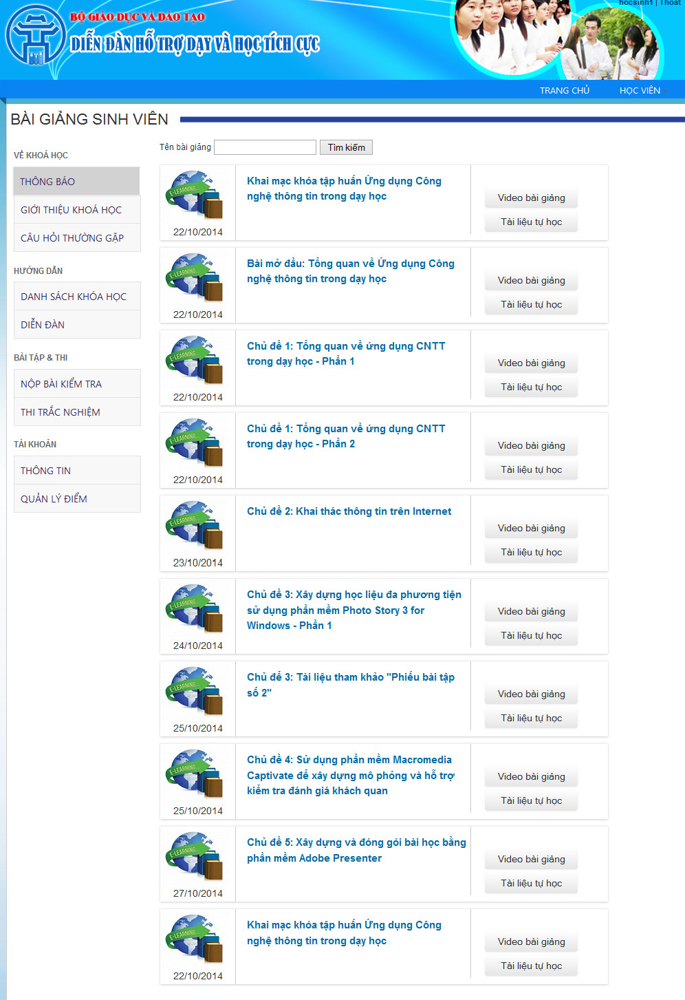 hocsinh1 | Thoát
BỘ GIÁO DỤC VÀ ĐÀO TẠO
DIỄN ĐÀN HỖ TRỢ DẠY VÀ HỌC TÍCH CỰC
TRANG CHỦ HỌC VIÊN
BÀI GIẢNG SINH VIÊN
VỀ KHOÁ HỌC
THÔNG BÁO
GIỚI THIỆU KHOÁ HỌC
CÂU HỎI THƯỜNG GẶP
HƯỚNG DẪN
DANH SÁCH KHÓA HỌC
DIỄN ĐÀN
BÀI TẬP & THI
NỘP BÀI KIỂM TRA
THI TRẮC NGHIỆM
TÀI KHOẢN
THÔNG TIN
QUẢN LÝ ĐIỂM
Tên bài giảng Tìm kiếm
E-LEARNING...
22/10/2014
Khai mạc khóa tập huấn Ứng dụng Công
nghệ thông tin trong dạy học
Video bài giảng
Tài liệu tự học
E-LEARNING...
22/10/2014
Bài mở đầu: Tổng quan về Ứng dụng Công
nghệ thông tin trong dạy học
Video bài giảng
Tài liệu tự học
E-LEARNING...
22/10/2014
Chủ đề 1: Tổng quan về ứng dụng CNTT
trong dạy học - Phần 1
Video bài giảng
Tài liệu tự học
E-LEARNING...
22/10/2014
Chủ đề 1: Tổng quan về ứng dụng CNTT
trong dạy học - Phần 2
Video bài giảng
Tài liệu tự học
E-LEARNING...
23/10/2014
Chủ đề 2: Khai thác thông tin trên Internet
Video bài giảng
Tài liệu tự học
E-LEARNING...
24/10/2014
Chủ đề 3: Xây dựng học liệu đa phương tiện
sử dụng phần mềm Photo Story 3 for
Windows - Phần 1
Video bài giảng
Tài liệu tự học
E-LEARNING...
25/10/2014
Chủ đề 3: Tài liệu tham khảo "Phiếu bài tập
số 2"
Video bài giảng
Tài liệu tự học
E-LEARNING...
25/10/2014
Chủ đề 4: Sử dụng phần mềm Macromedia
Captivate để xây dựng mô phỏng và hỗ trợ
kiểm tra đánh giá khách quan
Video bài giảng
Tài liệu tự học
E-LEARNING...
27/10/2014
Chủ đề 5: Xây dựng và đóng gói bài học bằng
phần mềm Adobe Presenter
Video bài giảng
Tài liệu tự học
E-LEARNING...
22/10/2014
Khai mạc khóa tập huấn Ứng dụng Công
nghệ thông tin trong dạy học
Video bài giảng
Tài liệu tự học